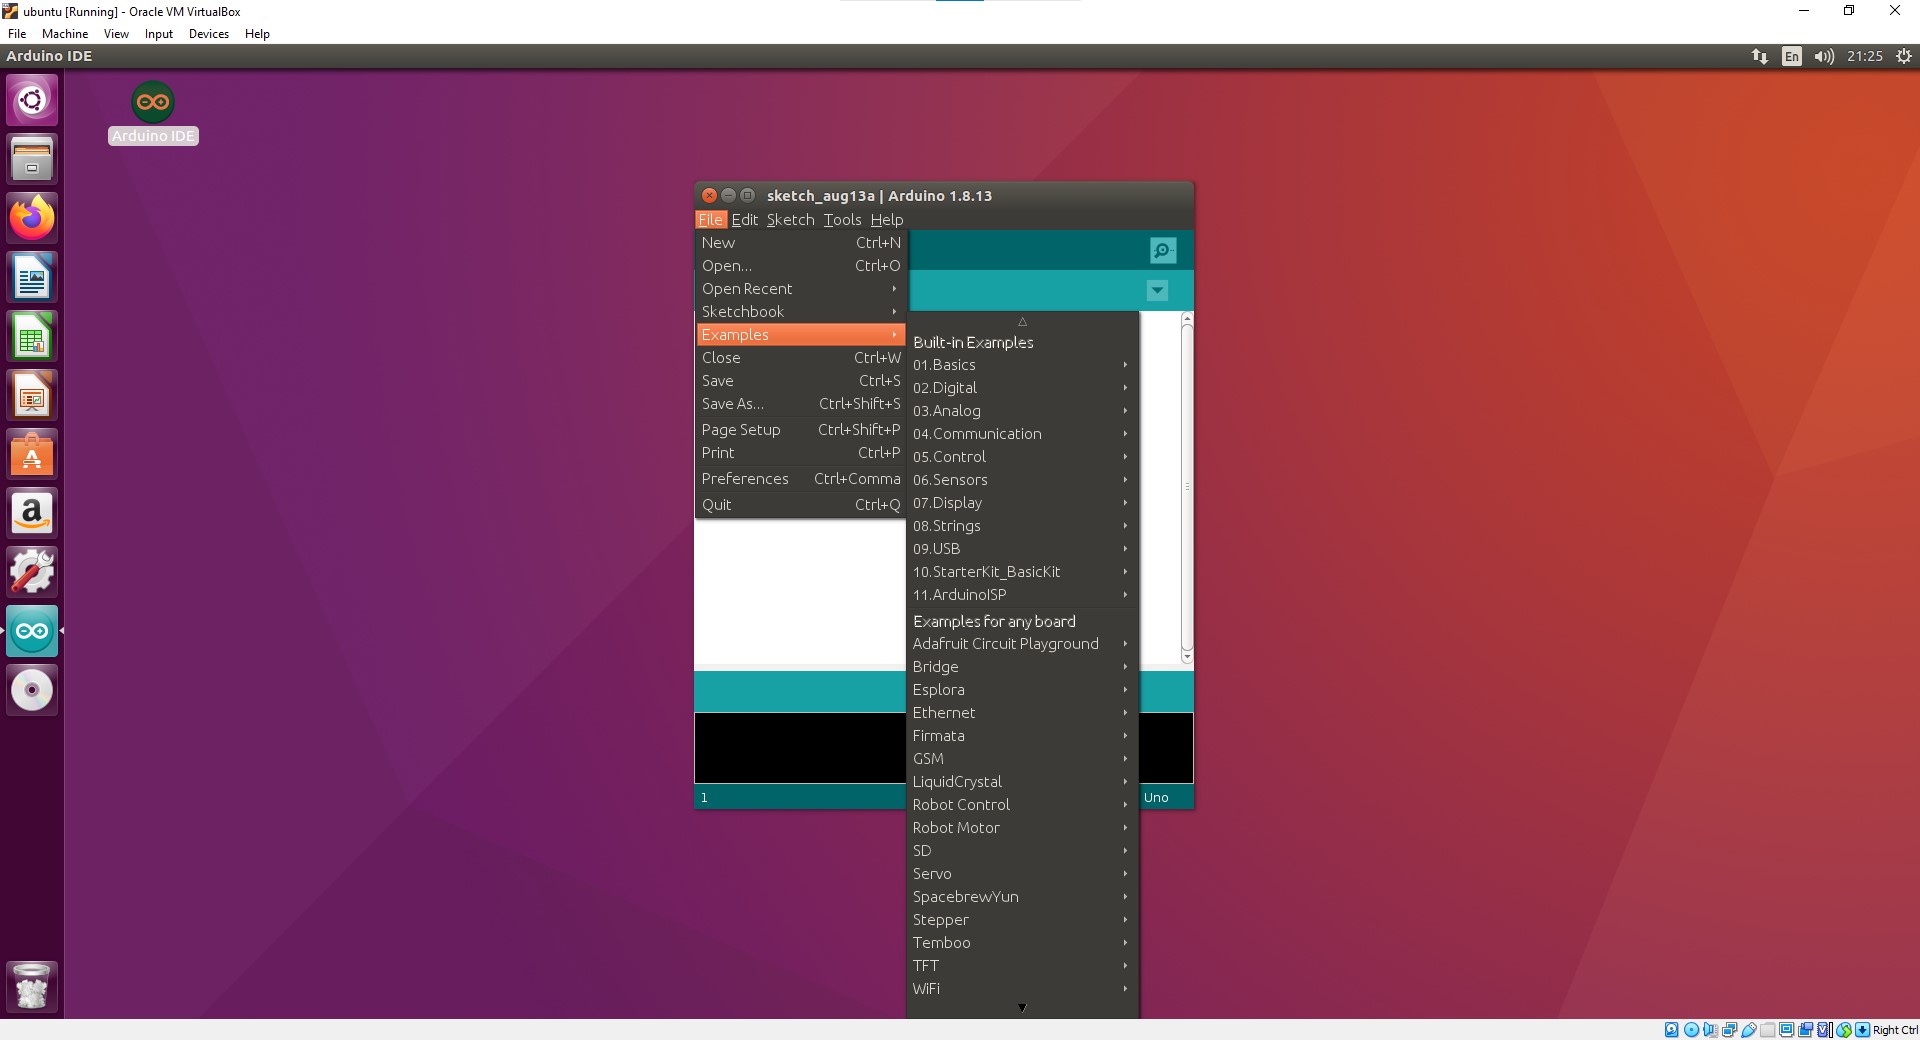 ubuntu [Running] - Oracle VM VirtualBox
File Machine View Input Devices Help
Arduino IDE
En 21:25
Arduino IDE
sketch_aug13a | Arduino 1.8.13
File Edit Sketch Tools Help
New Ctrl+N
Open... Ctrl+O
Open Recent
Sketchbook
Examples
Close Ctrl+W
Save Ctrl+S
Save As... Ctrl+Shift+S
Page Setup Ctrl+Shift+P
Print Ctrl+P
Preferences Ctrl+Comma
Quit Ctrl+Q
Built-in Examples
01.Basics
02.Digital
03.Analog
04.Communication
05.Control
06.Sensors
07.Display
08.Strings
09.USB
10.StarterKit_BasicKit
11.ArduinoISP
Examples for any board
Adafruit Circuit Playground
Bridge
Esplora
Ethernet
Firmata
GSM
LiquidCrystal
Robot Control
Robot Motor
SD
Servo
SpacebrewYun
Stepper
Temboo
TFT
WiFi
1
Uno
Right Ctrl